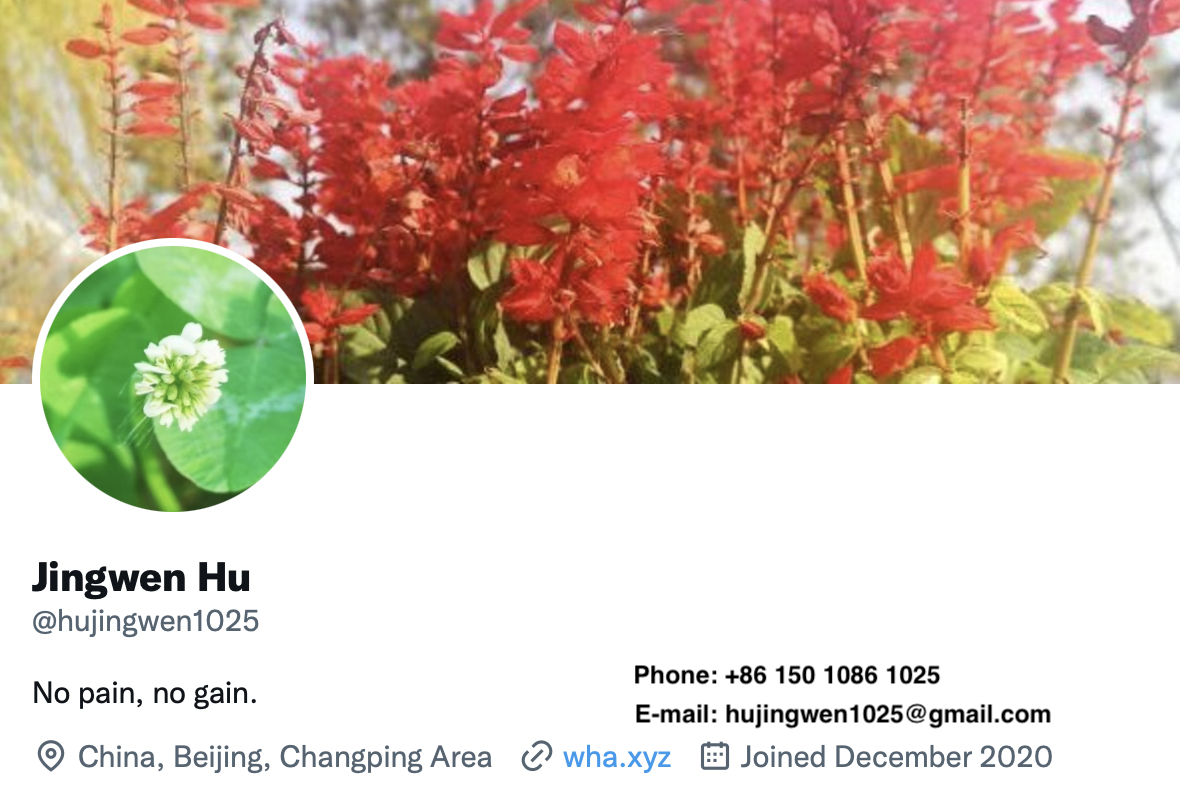 Jingwen Hu
@hujingwen1025
No pain, no gain.
Phone: +86 150 1086 1025
E-mail: hujingwen1025@gmail.com
China, Beijing, Changping Area wha.xyz Joined December 2020